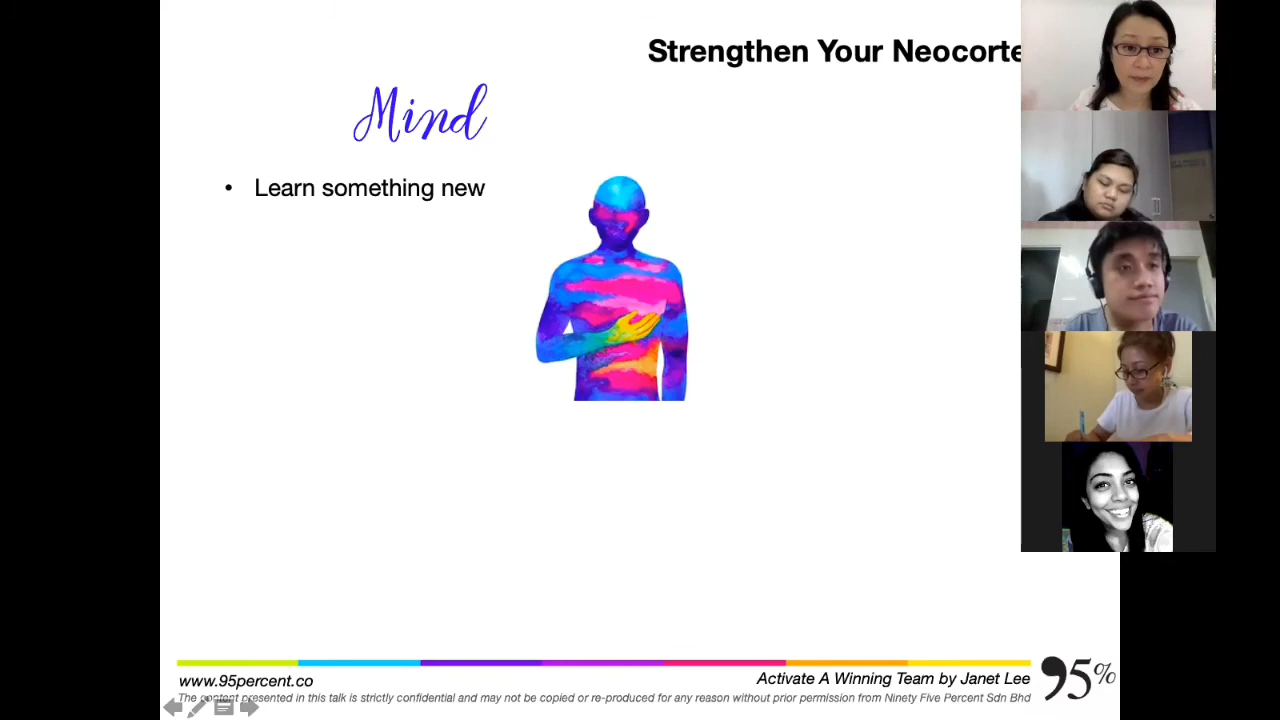 Strengthen Your Neocorte
Mind
• Learn something new
www.95percent.co
Activate A Winning Team by Janet Lee
The content presented in this talk is strictly confidential and may not be copied or re-produced for any reason without prior permission from Ninety Five Percent Sdn Bhd
95%